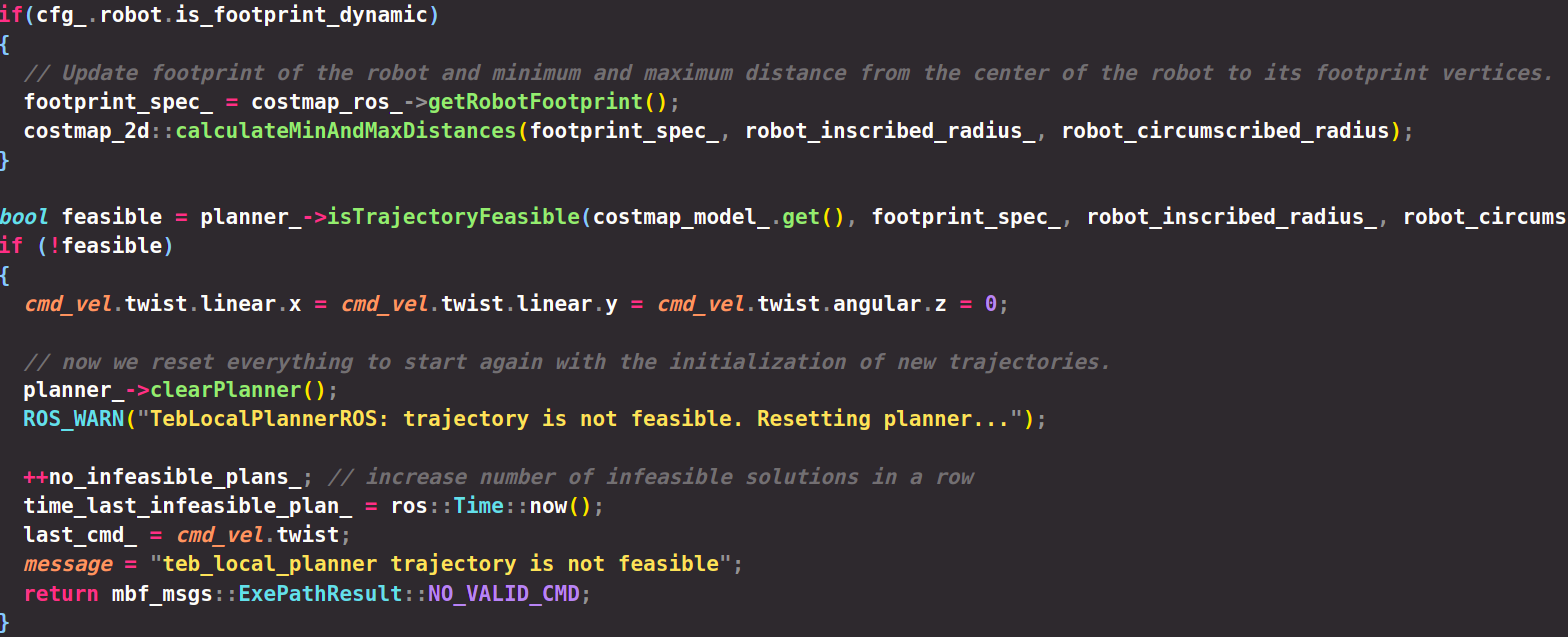 if(cfg_.robot.is_footprint_dynamic)
{
  // Update footprint of the robot and minimum and maximum distance from the center of the robot to its footprint vertices.
  footprint_spec_ = costmap_ros_->getRobotFootprint();
  costmap_2d::calculateMinAndMaxDistances(footprint_spec_, robot_inscribed_radius_, robot_circumscribed_radius);
}
bool feasible = planner_->isTrajectoryFeasible(costmap_model_.get(), footprint_spec_, robot_inscribed_radius_, robot_circums
if (!feasible)
{
  cmd_vel.twist.linear.x = cmd_vel.twist.linear.y = cmd_vel.twist.angular.z = 0;
  // now we reset everything to start again with the initialization of new trajectories.
  planner_->clearPlanner();
  ROS_WARN("TebLocalPlannerROS: trajectory is not feasible. Resetting planner...");
  ++no_infeasible_plans_; // increase number of infeasible solutions in a row
  time_last_infeasible_plan_ = ros::Time::now();
  last_cmd_ = cmd_vel.twist;
  message = "teb_local_planner trajectory is not feasible";
  return mbf_msgs::ExePathResult::NO_VALID_CMD;
}